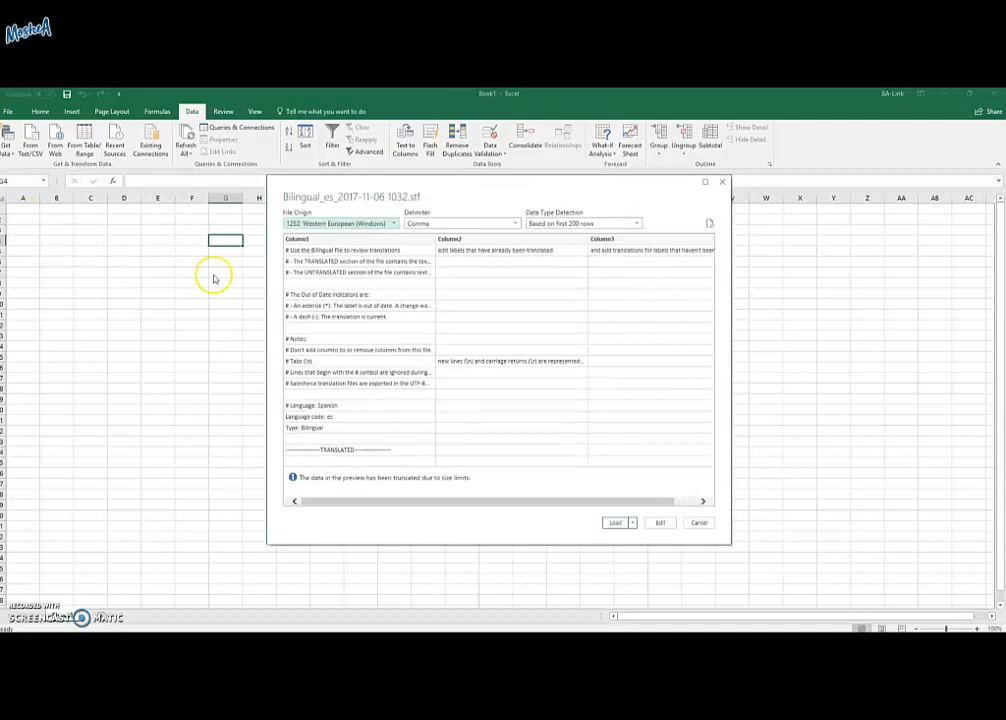 MosheA
Book1 - Excel
BA-Link
File Home Insert Page Layout Formulas Data Review View Tell me what you want to do Share
Get Data From Text/CSV From Web From Table/ Range Recent Sources Existing Connections Refresh All Queries & Connections Properties Edit Links Sort Filter Clear Reapply Advanced Text to Columns Flash Fill Remove Duplicates Data Validation Consolidate Relationships What-If Analysis Forecast Sheet Group Ungroup Subtotal Show Detail Hide Detail
Get & Transform Data Queries & Connections Sort & Filter Data Tools Forecast Outline
G4 fx
A B C D E F G H W X Y Z AA AB AC
Bilingual_es_2017-11-06 1032.stf
File Origin Delimiter Data Type Detection
1252: Western European (Windows) Comma Based on first 200 rows
Column1 Column2 Column3
# Use the Bilingual file to review translations edit labels that have already been translated and add translations for labels that haven't been
# - The TRANSLATED section of the file contains the tex...
# - The UNTRANSLATED section of the file contains text...
# The Out of Date indicators are:
# - An asterisk (*): The label is out of date. A change wa...
# - A dash (-): The translation is current.
# Notes:
# Don't add columns to or remove columns from this file.
# Tabs (\n) new lines (\n) and carriage returns (\r) are represented...
# Lines that begin with the # symbol are ignored during...
# Salesforce translation files are exported in the UTF-8...
# Language: Spanish
Language code: es
Type: Bilingual
------------------TRANSLATED-------------------
The data in the preview has been truncated due to size limits.
Load Edit Cancel
RECORDED WITH
SCREENCAST MATIC
100%